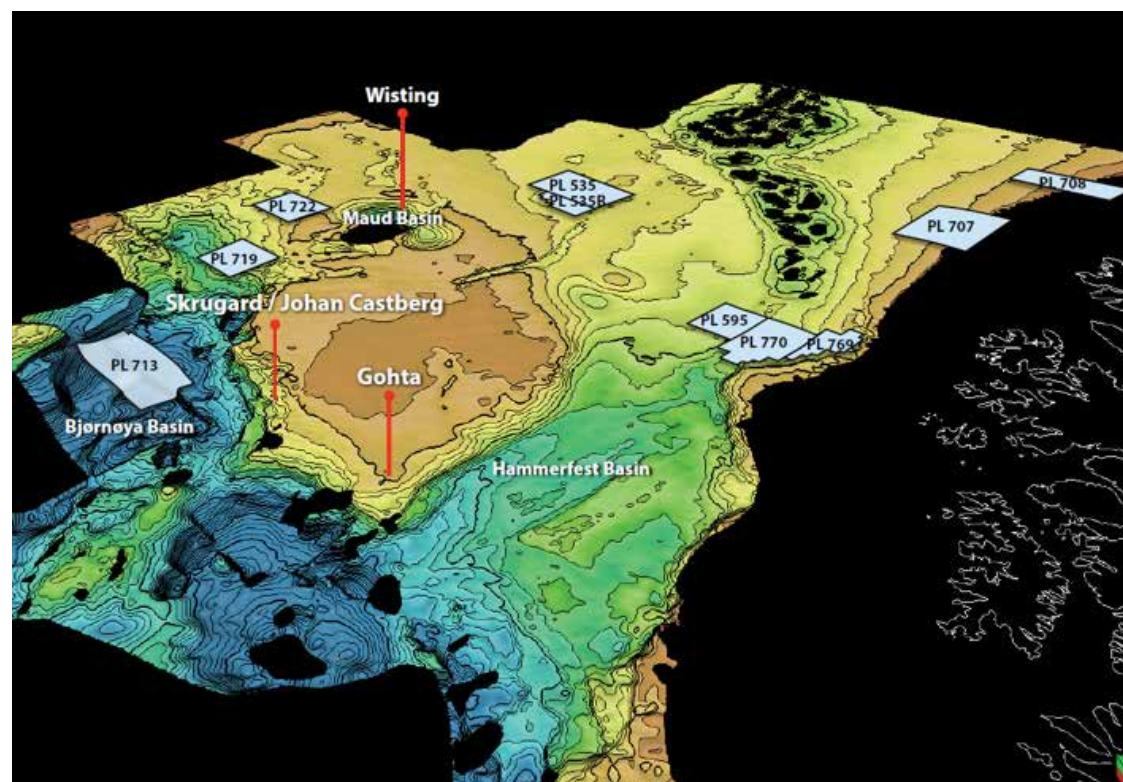 Wisting
PL 535
PL 535B
PL 708
PL 722
Maud Basin
PL 707
PL 719
Skrugard / Johan Castberg
PL 595
PL 770
PL 769
PL 713
Gohta
Bjørnøya Basin
Hammerfest Basin